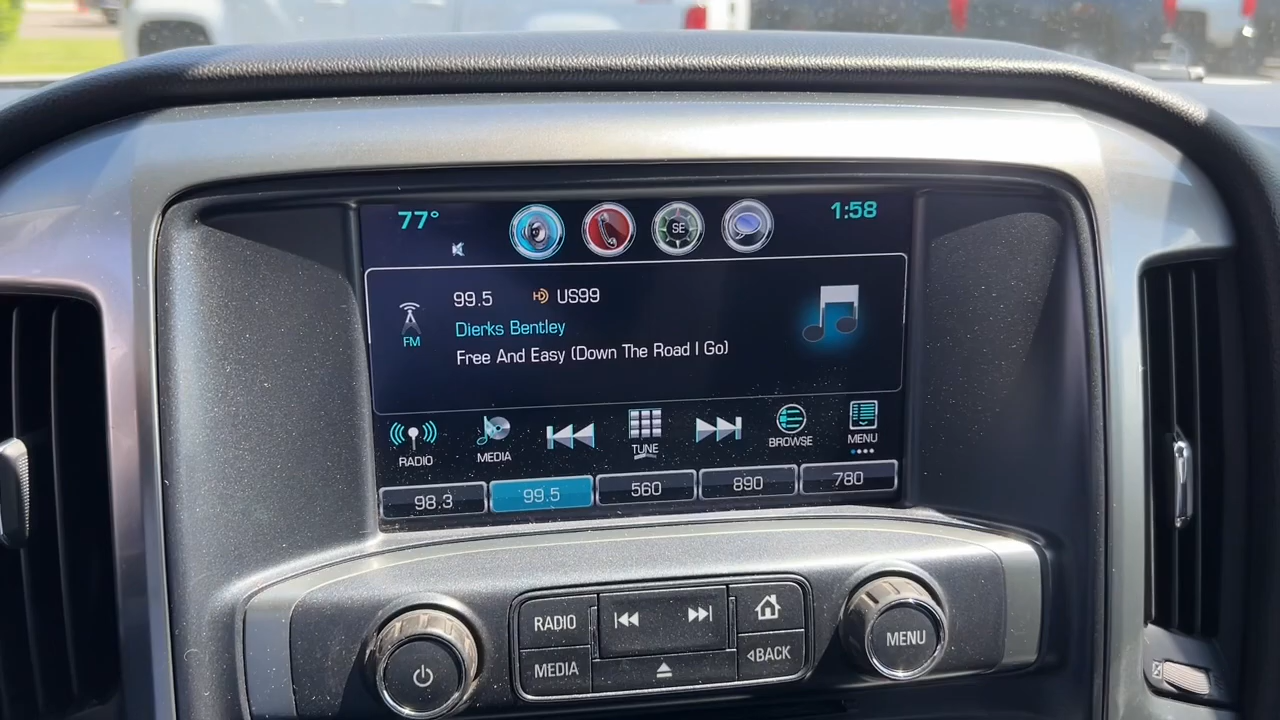 77°
SE
1:58
99.5 HD US99
Dierks Bentley
FM
Free And Easy (Down The Road I Go)
RADIO
MEDIA
TUNE
BROWSE
MENU
98.3
99.5
560
890
780
RADIO
MEDIA
BACK
MENU